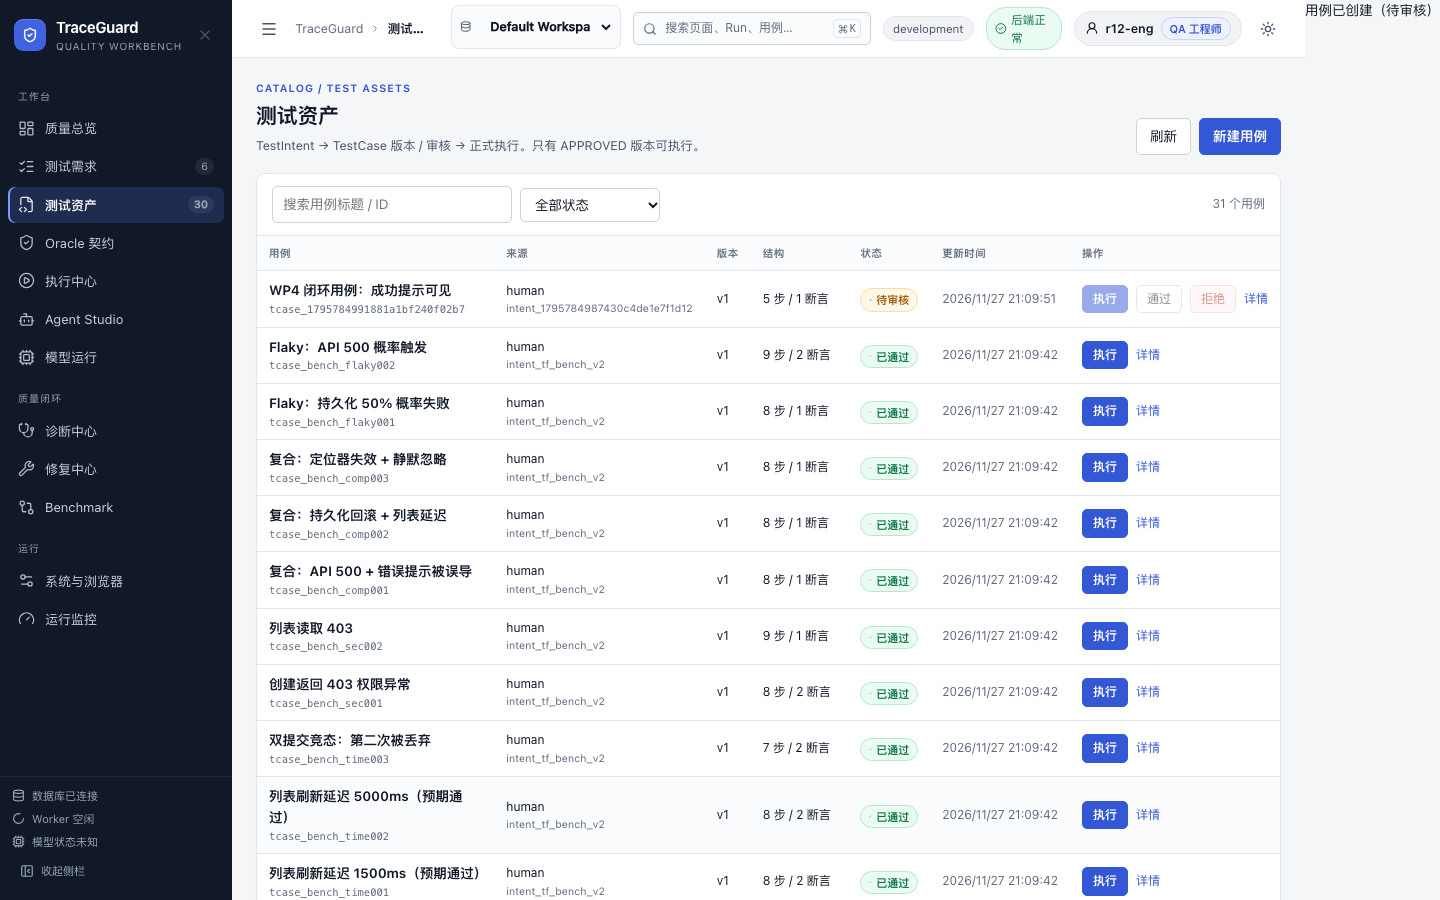 TraceGuard
QUALITY WORKBENCH
工作台
质量总览
测试需求 6
测试资产 30
Oracle 契约
执行中心
Agent Studio
模型运行
质量闭环
诊断中心
修复中心
Benchmark
运行
系统与浏览器
运行监控
数据库已连接
Worker 空闲
模型状态未知
收起侧栏
TraceGuard > 测试...
Default Workspa
搜索页面、Run、用例...
⌘K
development
后端正
常
r12-eng QA 工程师
用例已创建（待审核）
CATALOG / TEST ASSETS
测试资产
TestIntent → TestCase 版本 / 审核 → 正式执行。只有 APPROVED 版本可执行。
刷新
新建用例
搜索用例标题 / ID
全部状态
31 个用例
用例 来源 版本 结构 状态 更新时间 操作
WP4 闭环用例：成功提示可见
tcase_1795784991881a1bf240f02b7
human
intent_1795784987430c4de1e7f1d12
v1 5 步 / 1 断言 · 待审核 2026/11/27 21:09:51 执行 通过 拒绝 详情
Flaky：API 500 概率触发
tcase_bench_flaky002
human
intent_tf_bench_v2
v1 9 步 / 2 断言 · 已通过 2026/11/27 21:09:42 执行 详情
Flaky：持久化 50% 概率失败
tcase_bench_flaky001
human
intent_tf_bench_v2
v1 8 步 / 1 断言 · 已通过 2026/11/27 21:09:42 执行 详情
复合：定位器失效 + 静默忽略
tcase_bench_comp003
human
intent_tf_bench_v2
v1 8 步 / 1 断言 · 已通过 2026/11/27 21:09:42 执行 详情
复合：持久化回滚 + 列表延迟
tcase_bench_comp002
human
intent_tf_bench_v2
v1 8 步 / 1 断言 · 已通过 2026/11/27 21:09:42 执行 详情
复合：API 500 + 错误提示被误导
tcase_bench_comp001
human
intent_tf_bench_v2
v1 8 步 / 1 断言 · 已通过 2026/11/27 21:09:42 执行 详情
列表读取 403
tcase_bench_sec002
human
intent_tf_bench_v2
v1 9 步 / 1 断言 · 已通过 2026/11/27 21:09:42 执行 详情
创建返回 403 权限异常
tcase_bench_sec001
human
intent_tf_bench_v2
v1 8 步 / 2 断言 · 已通过 2026/11/27 21:09:42 执行 详情
双提交竞态：第二次被丢弃
tcase_bench_time003
human
intent_tf_bench_v2
v1 7 步 / 2 断言 · 已通过 2026/11/27 21:09:42 执行 详情
列表刷新延迟 5000ms（预期通
过）
tcase_bench_time002
human
intent_tf_bench_v2
v1 8 步 / 2 断言 · 已通过 2026/11/27 21:09:42 执行 详情
列表刷新延迟 1500ms（预期通过）
tcase_bench_time001
human
intent_tf_bench_v2
v1 8 步 / 2 断言 · 已通过 2026/11/27 21:09:42 执行 详情